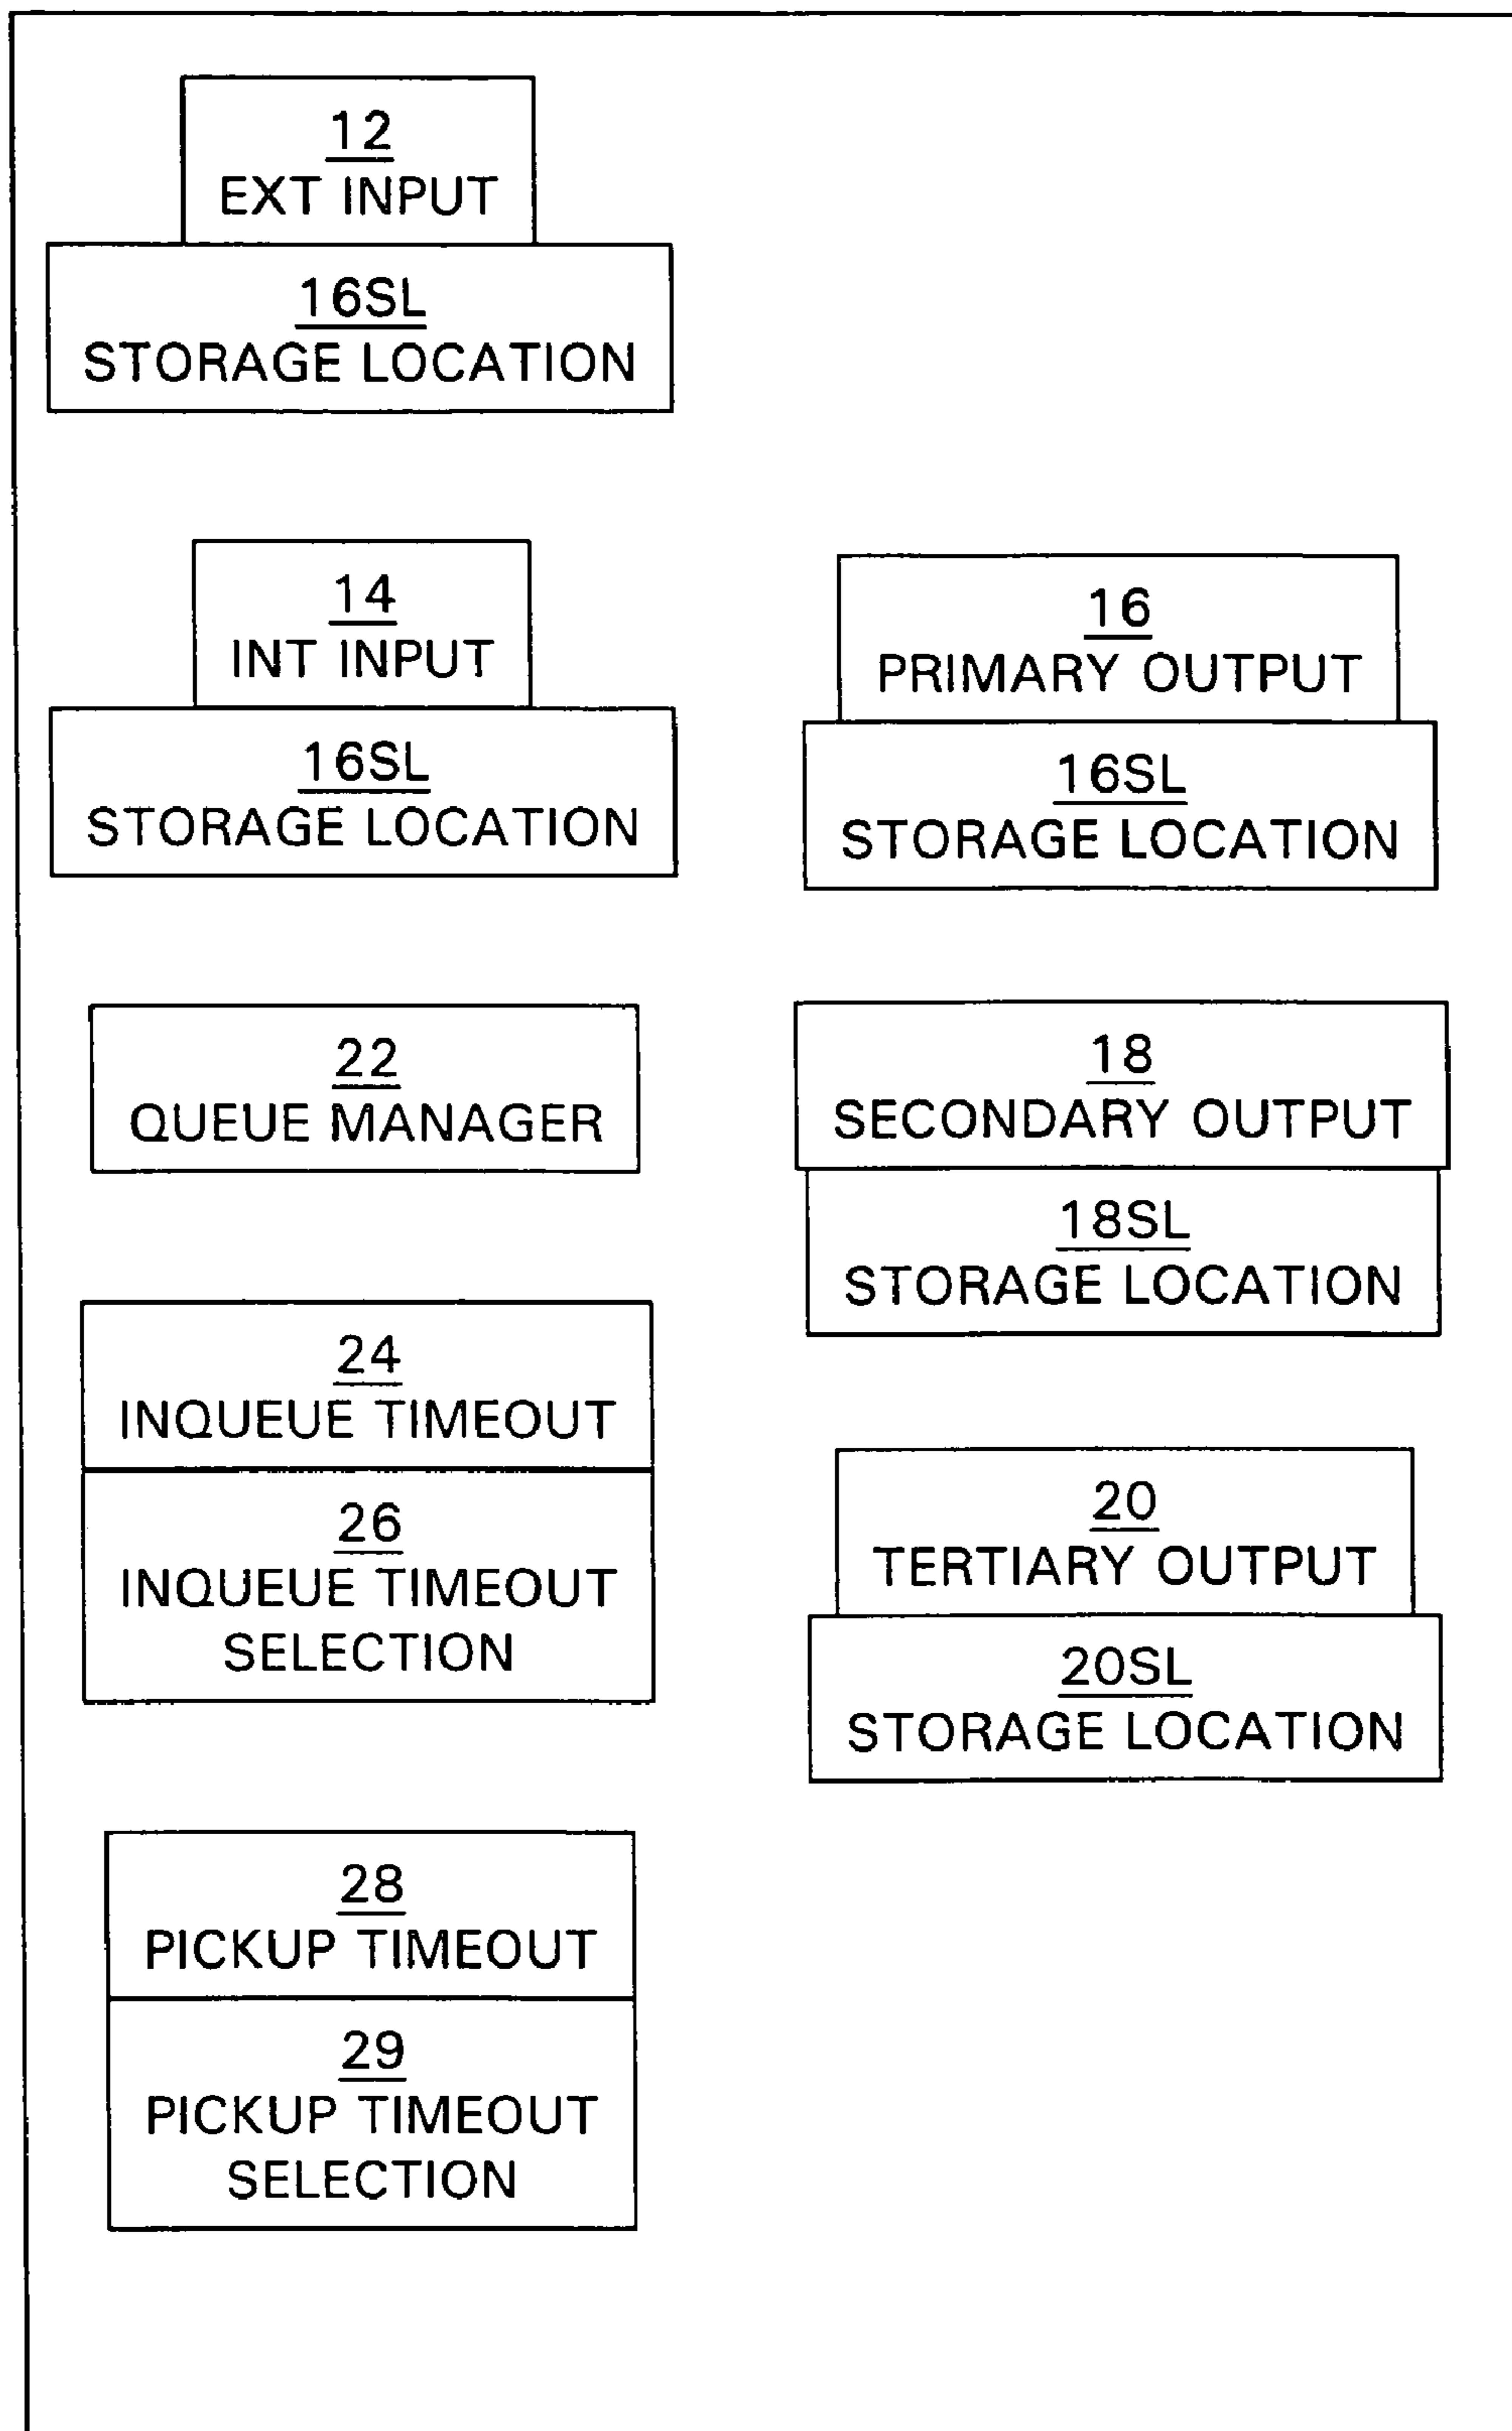 12
EXT INPUT
16SL
STORAGE LOCATION
14
INT INPUT
16SL
STORAGE LOCATION
22
QUEUE MANAGER
24
INQUEUE TIMEOUT
26
INQUEUE TIMEOUT
SELECTION
28
PICKUP TIMEOUT
29
PICKUP TIMEOUT
SELECTION
16
PRIMARY OUTPUT
16SL
STORAGE LOCATION
18
SECONDARY OUTPUT
18SL
STORAGE LOCATION
20
TERTIARY OUTPUT
20SL
STORAGE LOCATION